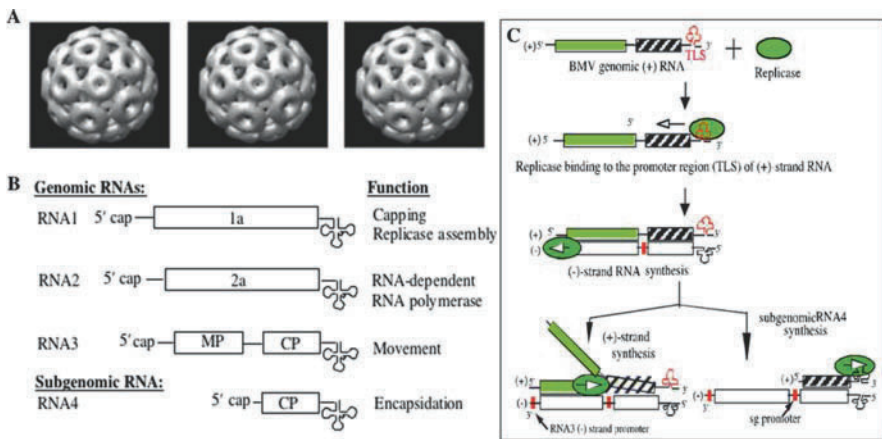 A
B
Genomic RNAs: Function
RNA1 5′ cap 1a Capping
Replicase assembly
RNA2 5′ cap 2a RNA-dependent
RNA polymerase
RNA3 5′cap MP CP Movement
Subgenomic RNA:
RNA4 5′ cap CP Encapsidation
C
(+)5′ TLS 3′ +
BMV genomic (+) RNA Replicase
5′
(+) 5′ 3′
Replicase binding to the promoter region (TLS) of (+)-strand RNA
(+) 3′
(-) 5′
(-)-strand RNA synthesis
(+)-strand
synthesis
subgenomicRNA4
synthesis
(+) 5′ 3′ (+)5′ 3′
(-) 3′ 5′ (-) 3′ 5′
RNA3 (-) strand promoter
sg promoter